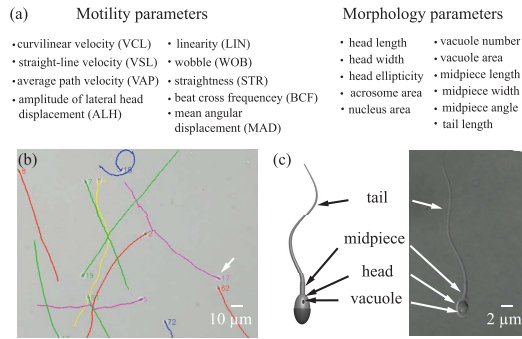 (a) Motility parameters
Morphology parameters
• curvilinear velocity (VCL)
• straight-line velocity (VSL)
• average path velocity (VAP)
• amplitude of lateral head
displacement (ALH)
• linearity (LIN)
• wobble (WOB)
• straightness (STR)
• beat cross frequencey (BCF)
• mean angular
displacement (MAD)
• head length
• head width
• head ellipticity
• acrosome area
• nucleus area
• vacuole number
• vacuole area
• midpiece length
• midpiece width
• midpiece angle
• tail length
(b)
62
72
10 µm
(c)
tail
midpiece
head
vacuole
2 µm